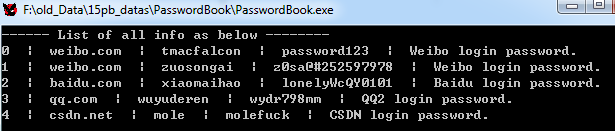 F:\old_Data\15pb_datas\PasswordBook\PasswordBook.exe
------ List of all info as below --------
0 | weibo.com | tmacfalcon | password123 | Weibo login password.
1 | weibo.com | zuosongai | z0sa@#252597978 | Weibo login password.
2 | baidu.com | xiaomaihao | lonelyWcQY0101 | Baidu login password.
3 | qq.com | wuyuderen | wydr798mm | QQ2 login password.
4 | csdn.net | mole | molefuck | CSDN login password.